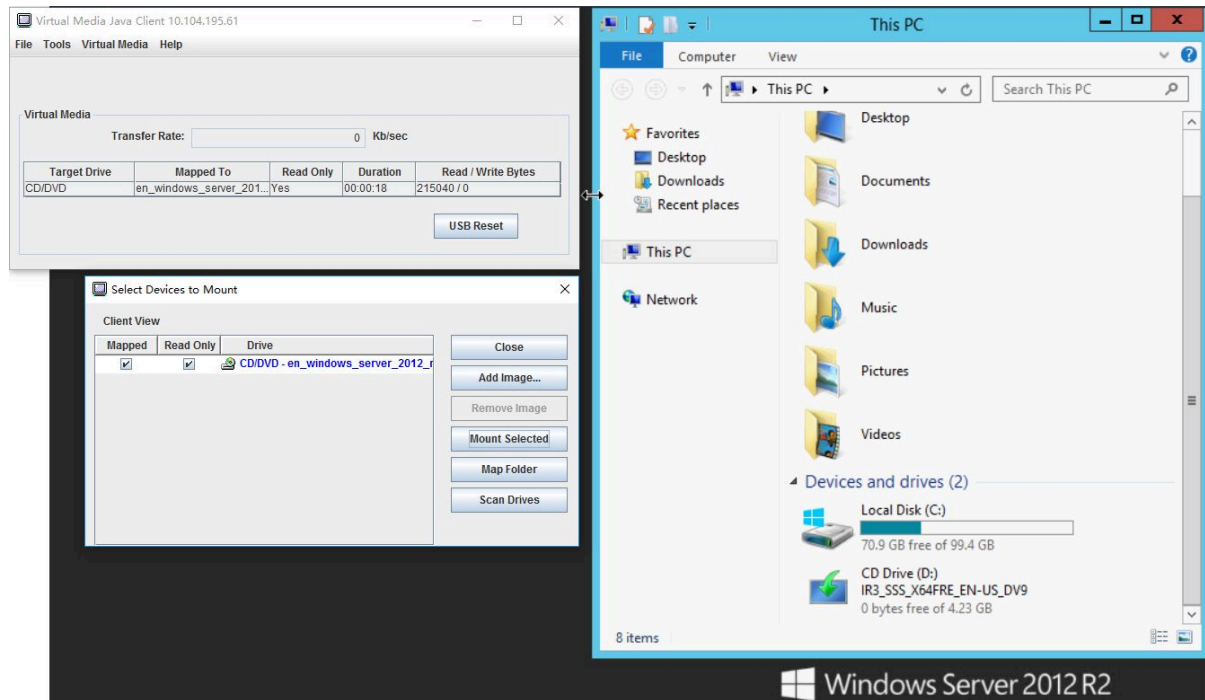 Virtual Media Java Client 10.104.195.61
File Tools Virtual Media Help
Virtual Media
Transfer Rate: 0 Kb/sec
Target Drive Mapped To Read Only Duration Read / Write Bytes
CD/DVD en_windows_server_201... Yes 00:00:18 215040 / 0
USB Reset
Select Devices to Mount
Client View
Mapped Read Only Drive
CD/DVD - en_windows_server_2012_r
Close
Add Image...
Remove Image
Mount Selected
Map Folder
Scan Drives
This PC
File Computer View
This PC
Search This PC
Favorites
Desktop
Downloads
Recent places
This PC
Network
Desktop
Documents
Downloads
Music
Pictures
Videos
Devices and drives (2)
Local Disk (C:)
70.9 GB free of 99.4 GB
CD Drive (D:)
IR3_SSS_X64FRE_EN-US_DV9
0 bytes free of 4.23 GB
8 items
Windows Server 2012 R2